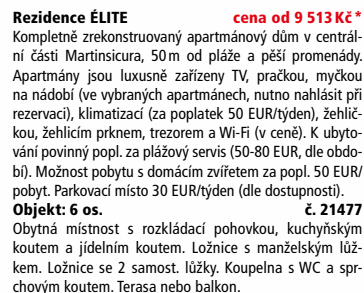 Rezidence ÉLITE cena od 9 513 Kč*
Kompletně zrekonstruovaný apartmánový dům v centrál-
ní části Martinsicura, 50 m od pláže a pěší promenády.
Apartmány jsou luxusně zařízeny TV, pračkou, myčkou
na nádobí (ve vybraných apartmánech, nutno nahlásit při
rezervaci), klimatizací (za poplatek 50 EUR/týden), žehlič-
kou, žehlicím prknem, trezorem a Wi-Fi (v ceně). K ubyto-
vání povinný popl. za plážový servis (50-80 EUR, dle obdo-
bí). Možnost pobytu s domácím zvířetem za popl. 50 EUR/
pobyt. Parkovací místo 30 EUR/týden (dle dostupnosti).
Objekt: 6 os. č. 21477
Obytná místnost s rozkládací pohovkou, kuchyňským
koutem a jídelním koutem. Ložnice s manželským lůž-
kem. Ložnice se 2 samost. lůžky. Koupelna s WC a spr-
chovým koutem. Terasa nebo balkon.